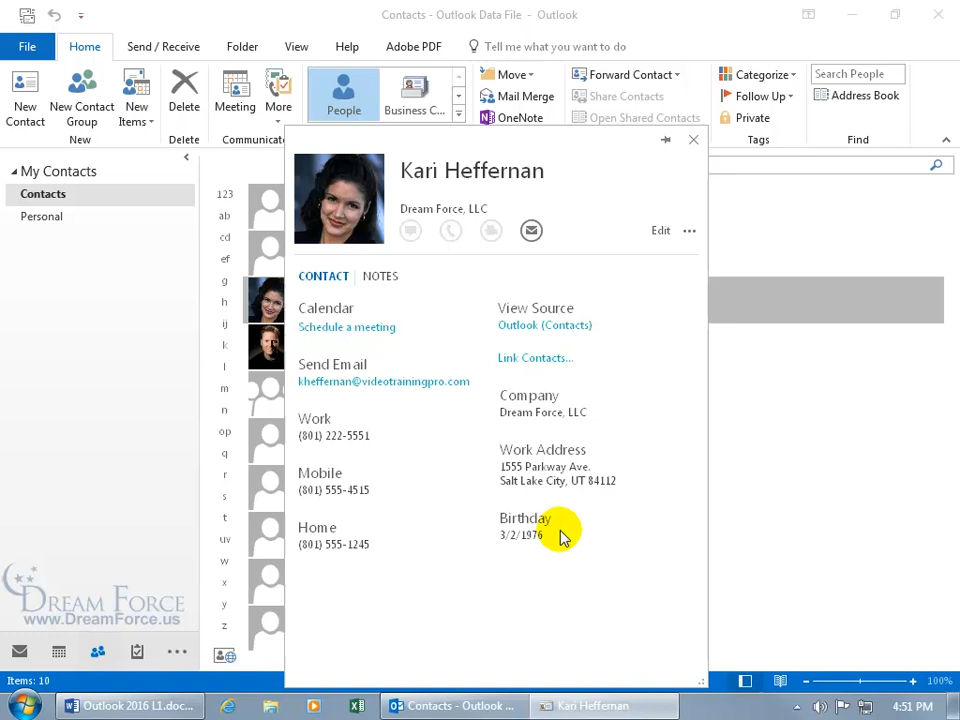 Contacts - Outlook Data File - Outlook
File
Home
Send / Receive
Folder
View
Help
Adobe PDF
Tell me what you want to do
New Contact
New Contact Group
New Items
New
Delete
Delete
Meeting
More
Communicat
People
Business C...
Move
Mail Merge
OneNote
Forward Contact
Share Contacts
Open Shared Contacts
Categorize
Follow Up
Private
Tags
Search People
Address Book
Find
My Contacts
Contacts
Personal
123
ab
cd
ef
g
h
ij
k
l
m
n
op
q
r
s
t
uv
w
x
y
z
Kari Heffernan
Dream Force, LLC
Edit
CONTACT
NOTES
Calendar
Schedule a meeting
Send Email
kheffernan@videotrainingpro.com
Work
(801) 222-5551
Mobile
(801) 555-4515
Home
(801) 555-1245
View Source
Outlook (Contacts)
Link Contacts...
Company
Dream Force, LLC
Work Address
1555 Parkway Ave.
Salt Lake City, UT 84112
Birthday
3/2/1976
DREAM FORCE
www.DreamForce.us
Items: 10
100%
Outlook 2016 L1.doc...
Contacts - Outlook ...
Kari Heffernan
4:51 PM